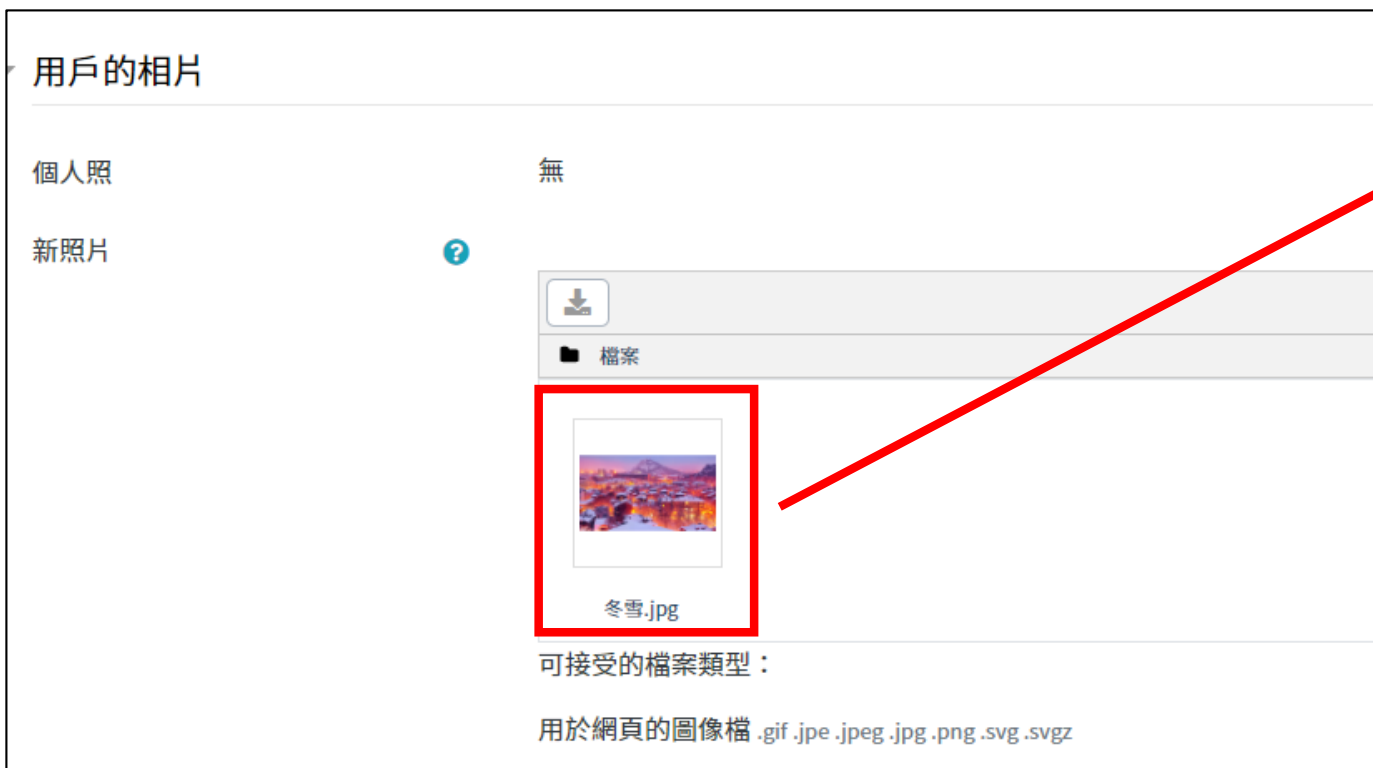 用戶的相片
個人照
無
新照片
?
檔案
冬雪.jpg
可接受的檔案類型：
用於網頁的圖像檔 .gif .jpe .jpeg .jpg .png .svg .svgz